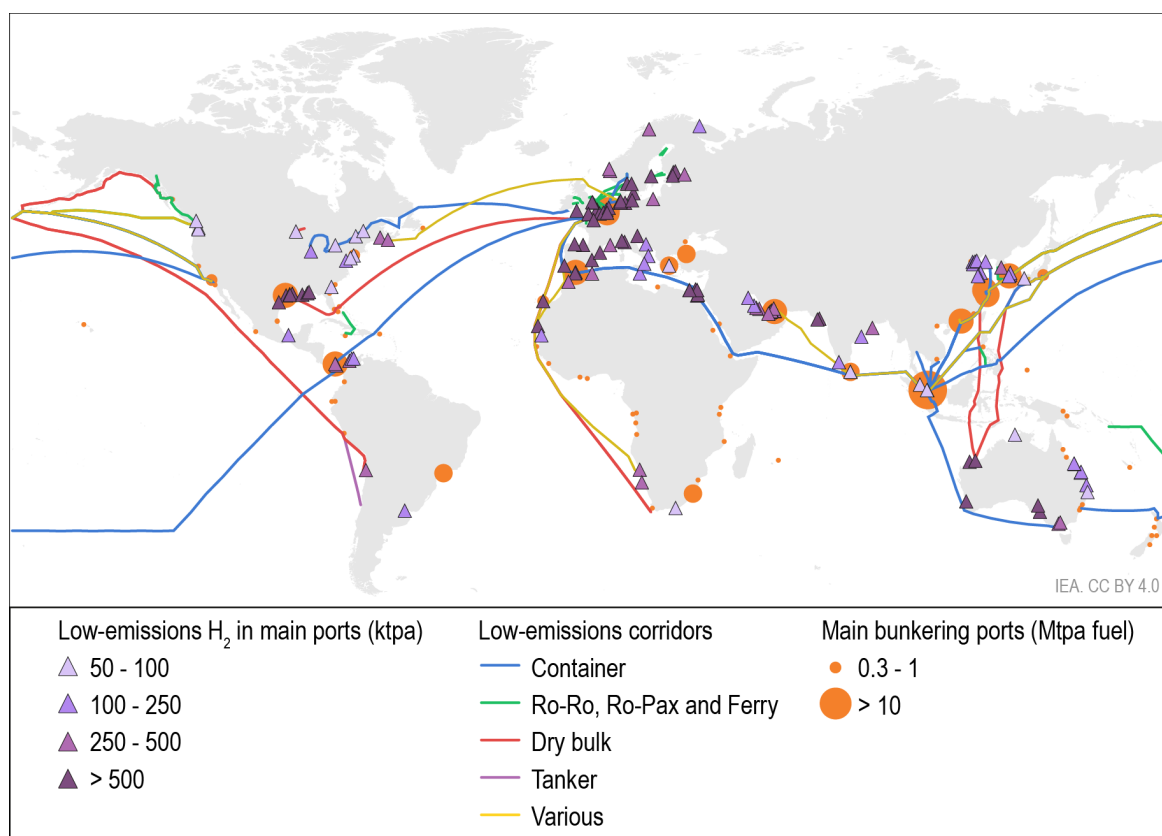 IEA. CC BY 4.0
Low-emissions H₂ in main ports (ktpa)
50 - 100
100 - 250
250 - 500
> 500
Low-emissions corridors
Container
Ro-Ro, Ro-Pax and Ferry
Dry bulk
Tanker
Various
Main bunkering ports (Mtpa fuel)
0.3 - 1
> 10